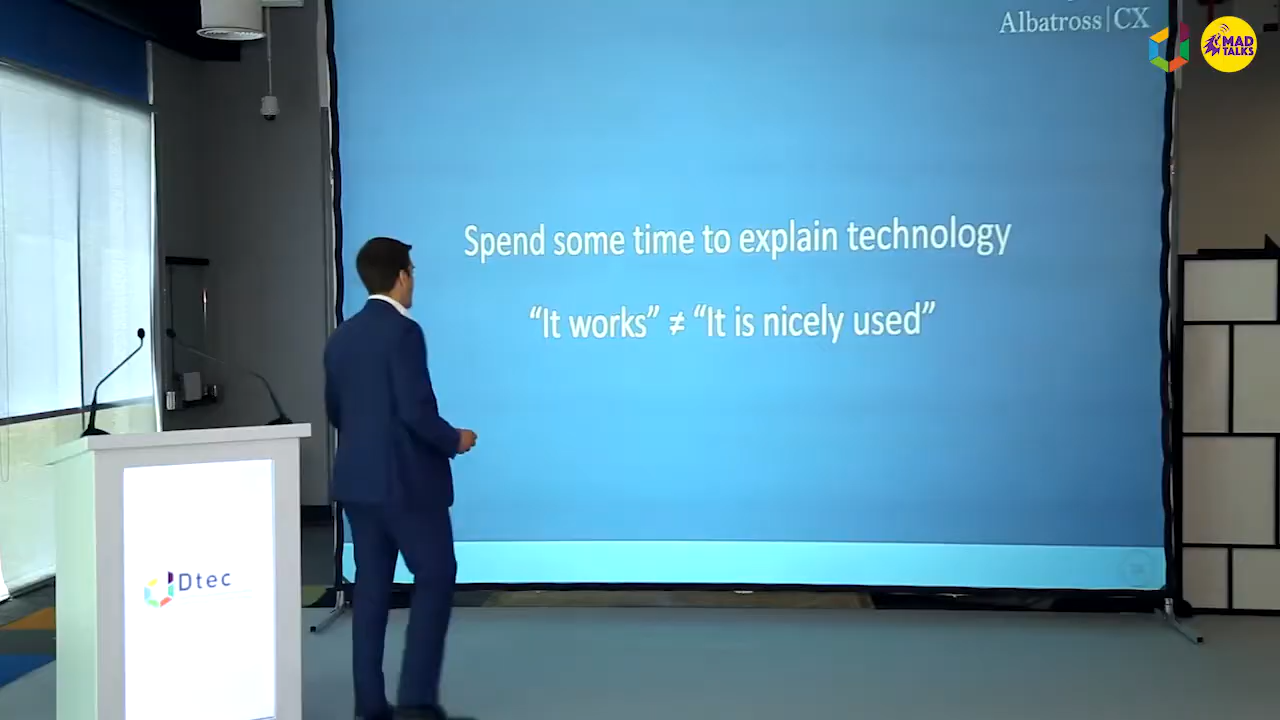 Albatross|CX
MAD
TALKS
Spend some time to explain technology
“It works” ≠ “It is nicely used”
Dtec